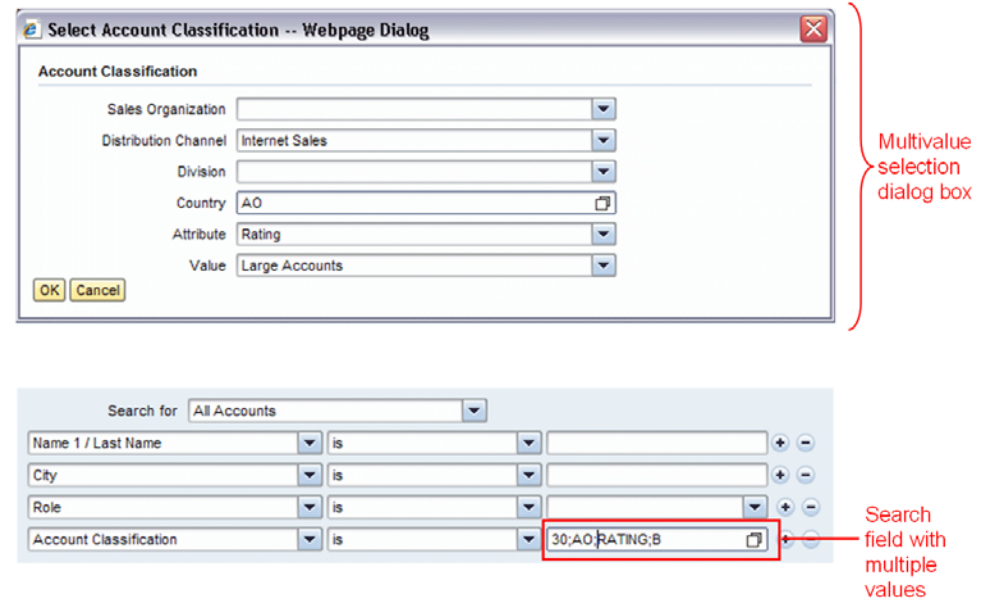 Select Account Classification -- Webpage Dialog
Account Classification
Sales Organization
Distribution Channel Internet Sales
Division
Country AO
Attribute Rating
Value Large Accounts
OK Cancel
Multivalue
selection
dialog box
Search for All Accounts
Name 1 / Last Name is
City is
Role is
Account Classification is 30;AO;RATING;B
Search
field with
multiple
values